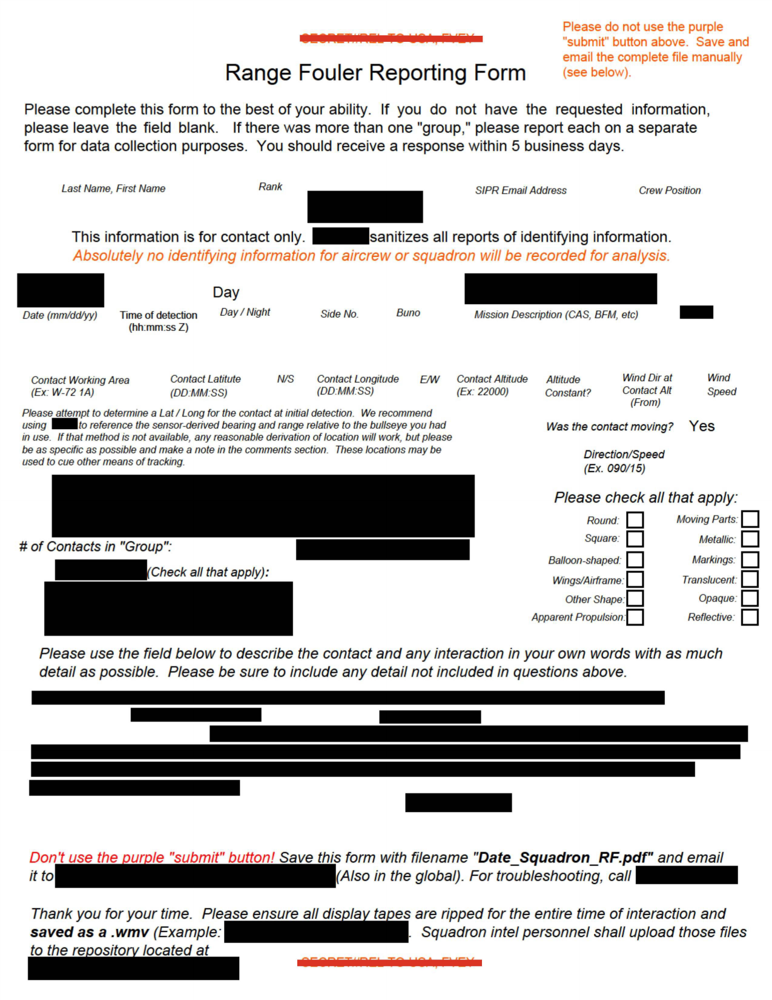 SECRET//REL TO USA, FVEY
Please do not use the purple
"submit" button above. Save and
email the complete file manually
(see below).
Range Fouler Reporting Form
Please complete this form to the best of your ability. If you do not have the requested information,
please leave the field blank. If there was more than one "group," please report each on a separate
form for data collection purposes. You should receive a response within 5 business days.
Last Name, First Name Rank SIPR Email Address Crew Position
This information is for contact only. sanitizes all reports of identifying information.
Absolutely no identifying information for aircrew or squadron will be recorded for analysis.
Day
Date (mm/dd/yy) Time of detection Day / Night Side No. Buno Mission Description (CAS, BFM, etc)
(hh:mm:ss Z)
Contact Working Area Contact Latitute N/S Contact Longitude E/W Contact Altitude Altitude Wind Dir at Wind
(Ex: W-72 1A) (DD:MM:SS) (DD:MM:SS) (Ex: 22000) Constant? Contact Alt Speed
(From)
Please attempt to determine a Lat / Long for the contact at initial detection. We recommend
using to reference the sensor-derived bearing and range relative to the bullseye you had
in use. If that method is not available, any reasonable derivation of location will work, but please
be as specific as possible and make a note in the comments section. These locations may be
used to cue other means of tracking.
Was the contact moving? Yes
Direction/Speed
(Ex. 090/15)
Please check all that apply:
Round: Moving Parts:
Square: Metallic:
Balloon-shaped: Markings:
Wings/Airframe: Translucent:
Other Shape: Opaque:
Apparent Propulsion: Reflective:
# of Contacts in "Group":
(Check all that apply):
Please use the field below to describe the contact and any interaction in your own words with as much
detail as possible. Please be sure to include any detail not included in questions above.
Don't use the purple "submit" button! Save this form with filename "Date_Squadron_RF.pdf" and email
it to (Also in the global). For troubleshooting, call
Thank you for your time. Please ensure all display tapes are ripped for the entire time of interaction and
saved as a .wmv (Example: . Squadron intel personnel shall upload those files
to the repository located at
SECRET//REL TO USA, FVEY